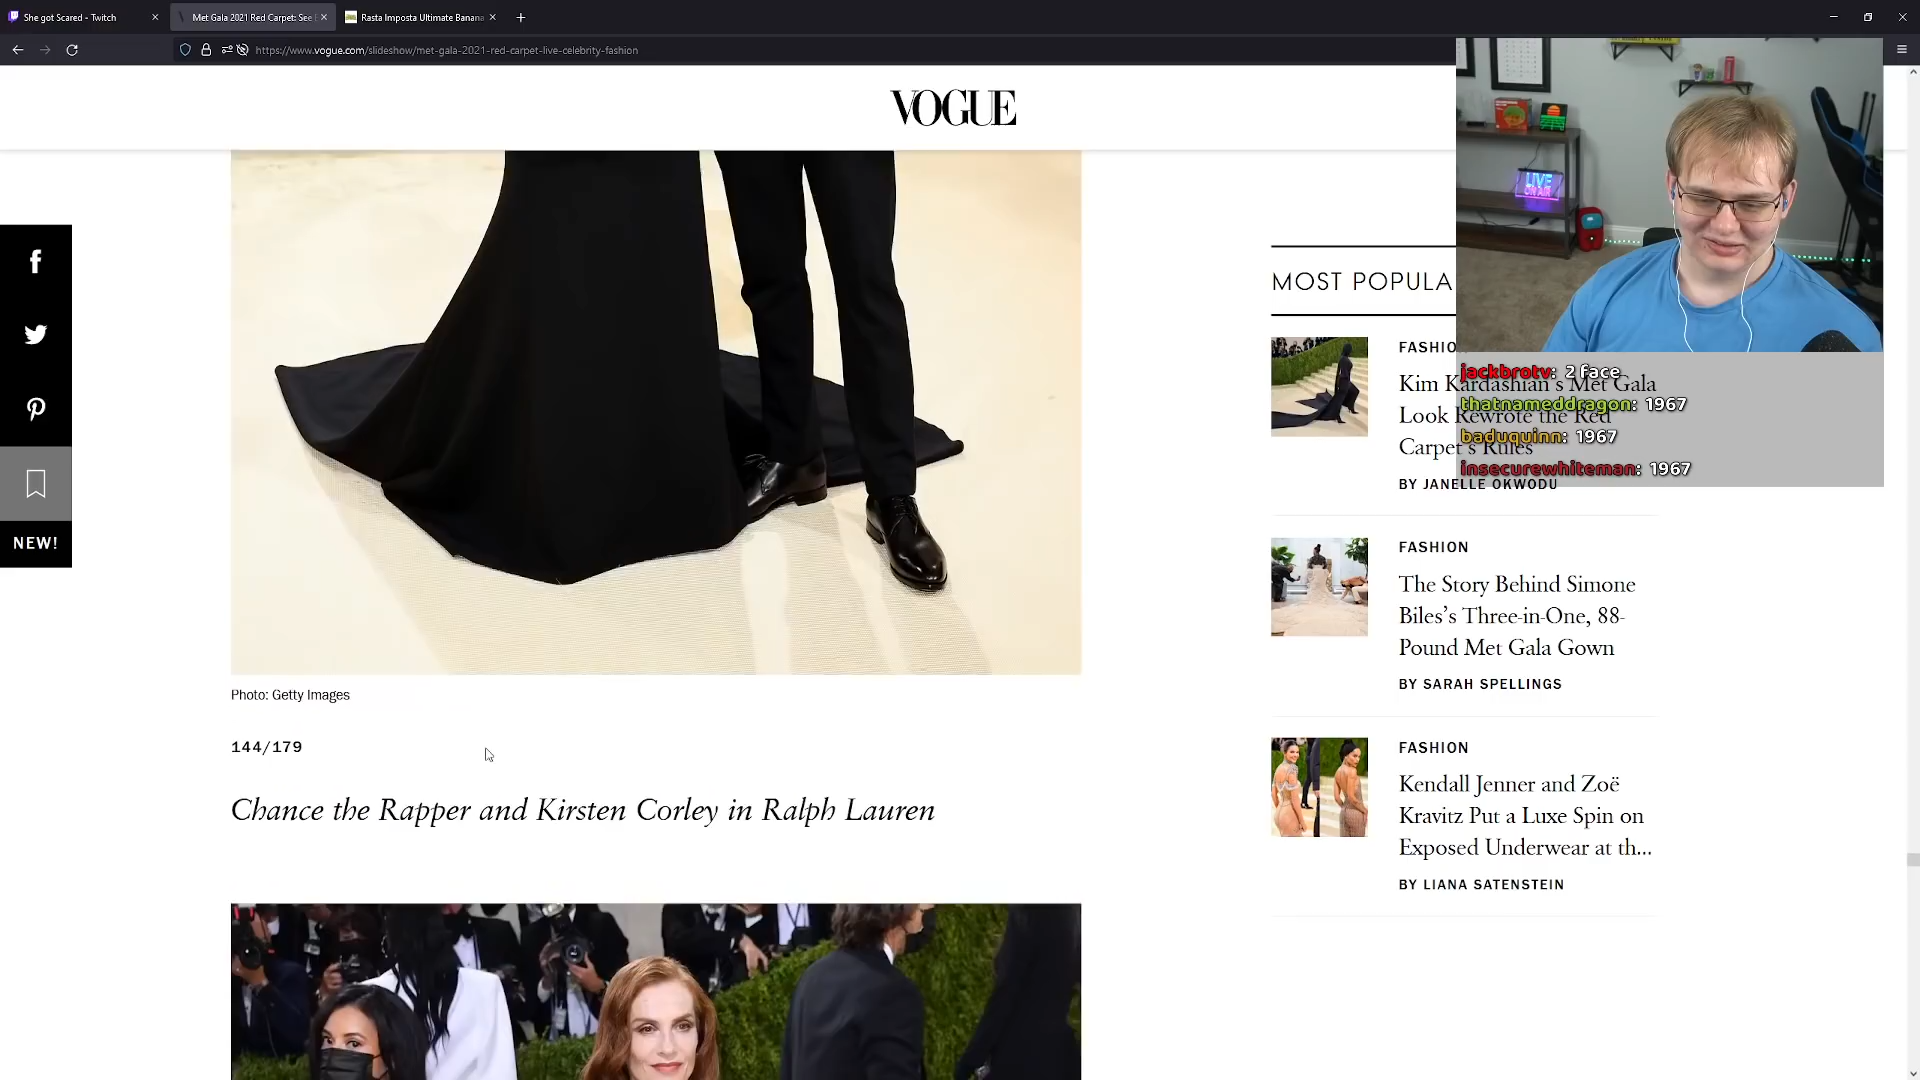 She got Scared - Twitch
Met Gala 2021 Red Carpet: See
Rasta Imposta Ultimate Banana
https://www.vogue.com/slideshow/met-gala-2021-red-carpet-live-celebrity-fashion
VOGUE
LIVE
ON AIR
NEW!
Photo: Getty Images
144/179
Chance the Rapper and Kirsten Corley in Ralph Lauren
MOST POPULA
FASHIO
Kim Kardashian's Met Gala
Look Rewrote the Red
Carpet's Rules
BY JANELLE OKWODU
jackbrotv: 2 face
thatnameddragon: 1967
baduquinn: 1967
insecurewhiteman: 1967
FASHION
The Story Behind Simone
Biles's Three-in-One, 88-
Pound Met Gala Gown
BY SARAH SPELLINGS
FASHION
Kendall Jenner and Zoë
Kravitz Put a Luxe Spin on
Exposed Underwear at th...
BY LIANA SATENSTEIN